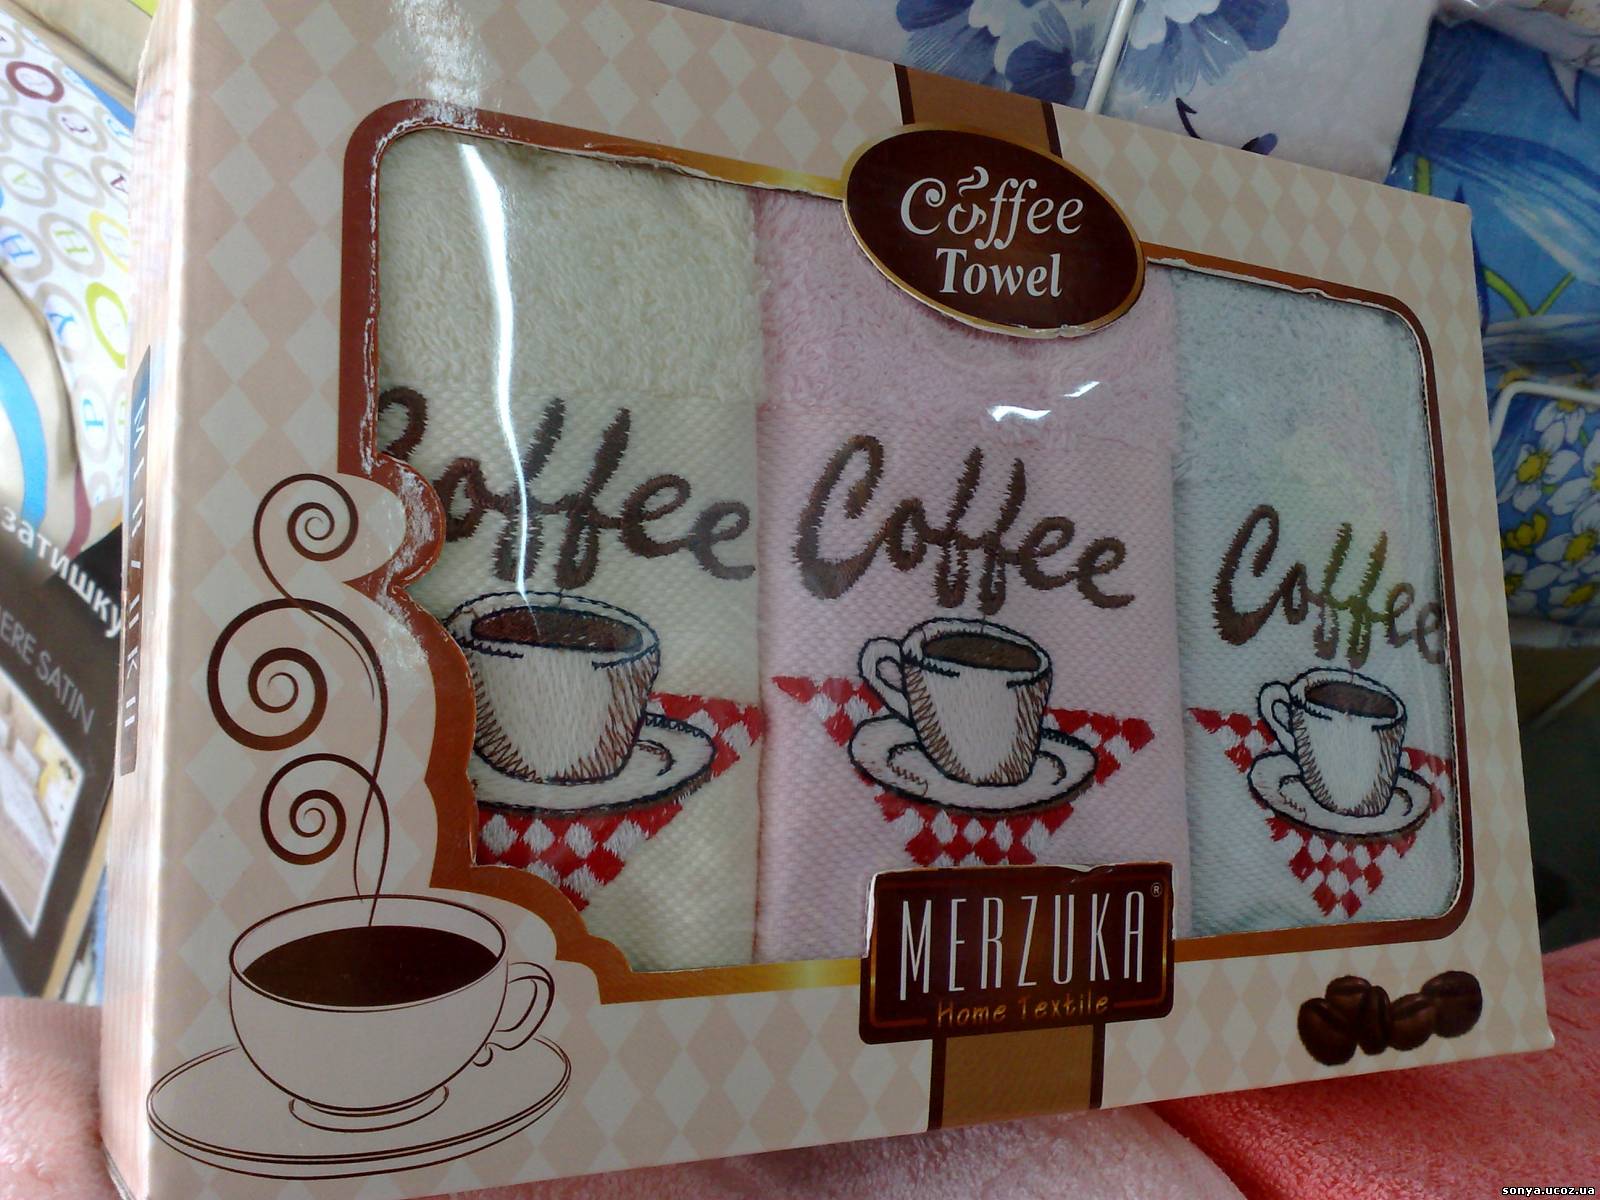 Coffee
Towel
Coffee
Coffee
Coffee
MERZUKA®
Home Textile
затишку
SATIN
sonya.ucoz.ua